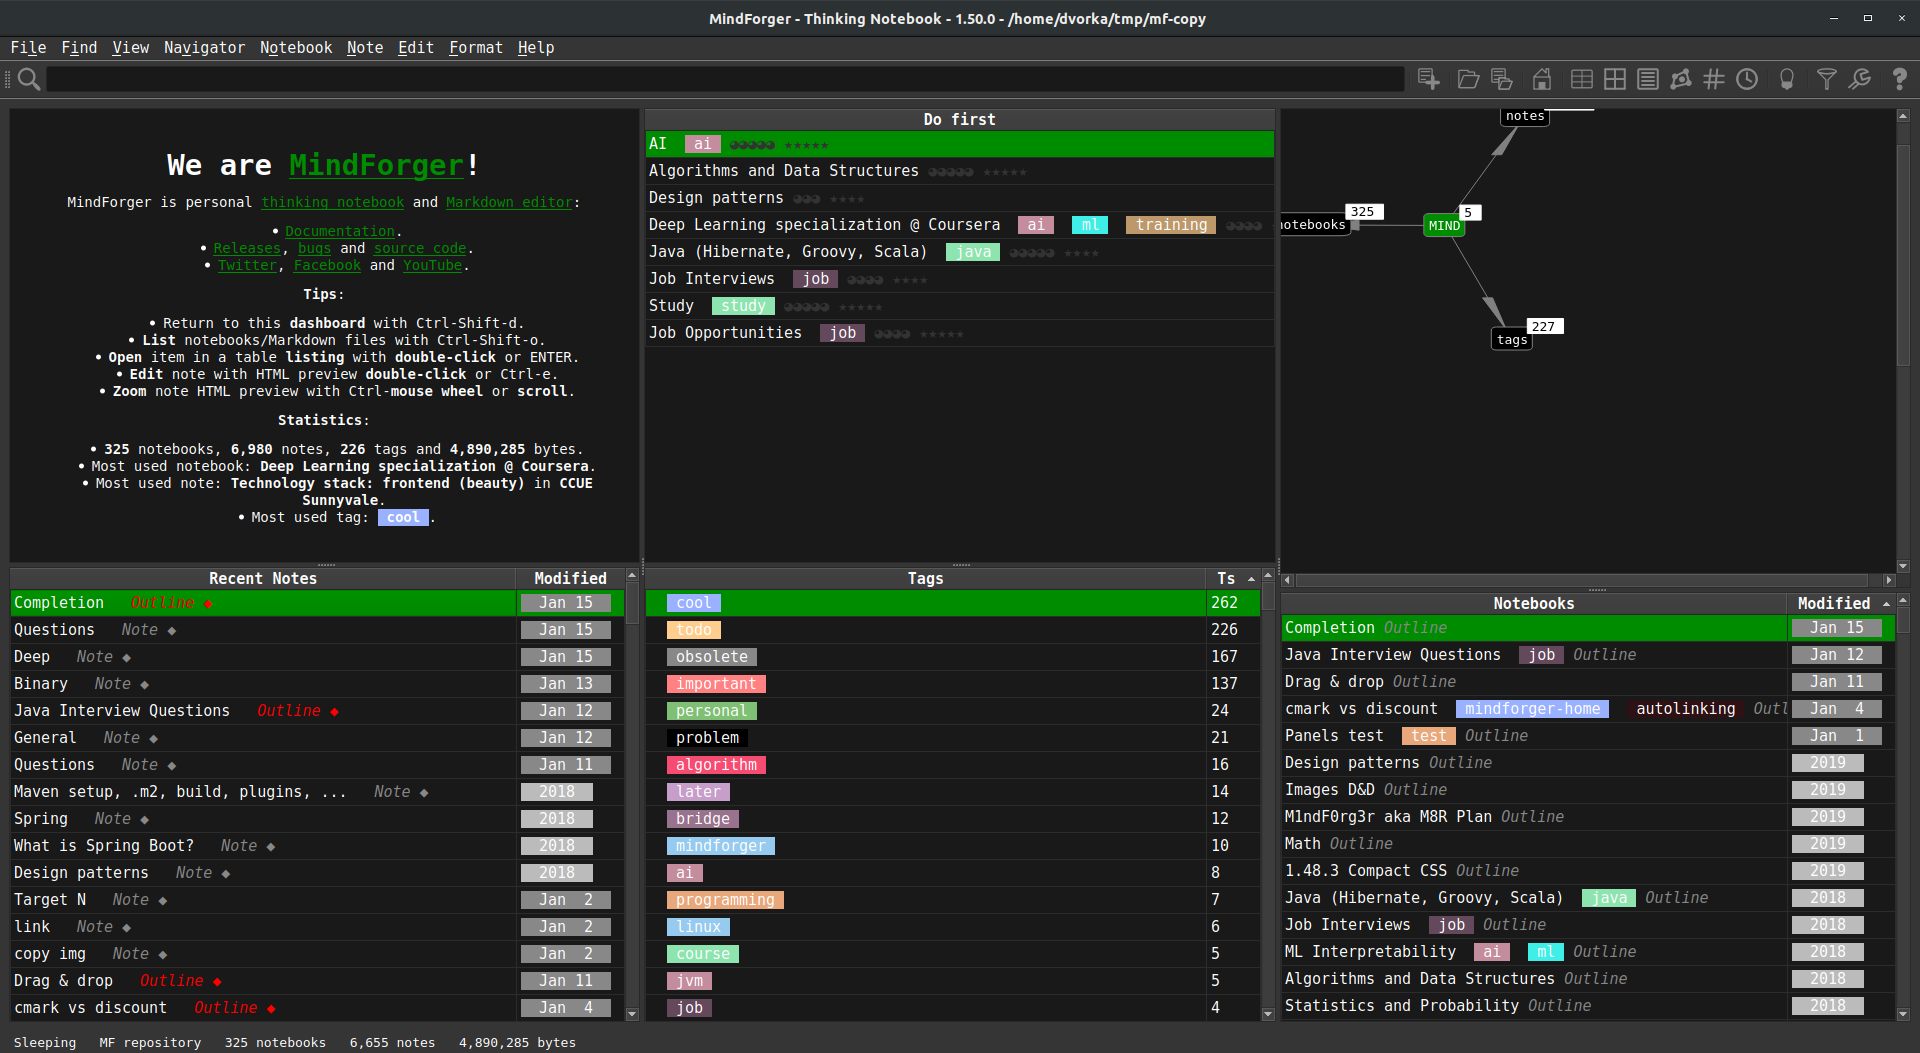 MindForger - Thinking Notebook - 1.50.0 - /home/dvorka/tmp/mf-copy
File Find View Navigator Notebook Note Edit Format Help
We are MindForger!
MindForger is personal thinking notebook and Markdown editor:
• Documentation.
• Releases, bugs and source code.
• Twitter, Facebook and YouTube.
Tips:
• Return to this dashboard with Ctrl-Shift-d.
• List notebooks/Markdown files with Ctrl-Shift-o.
• Open item in a table listing with double-click or ENTER.
• Edit note with HTML preview double-click or Ctrl-e.
• Zoom note HTML preview with Ctrl-mouse wheel or scroll.
Statistics:
• 325 notebooks, 6,980 notes, 226 tags and 4,890,285 bytes.
• Most used notebook: Deep Learning specialization @ Coursera.
• Most used note: Technology stack: frontend (beauty) in CCUE
Sunnyvale.
• Most used tag: cool .
Do first
AI ai ★★★★★
Algorithms and Data Structures ★★★★★
Design patterns ★★★★
Deep Learning specialization @ Coursera ai ml training
Java (Hibernate, Groovy, Scala) java ★★★★
Job Interviews job ★★★★
Study study ★★★★★
Job Opportunities job ★★★★★
notes
notebooks 325
MIND 5
tags 227
Recent Notes Modified
Completion Outline ◆ Jan 15
Questions Note ◆ Jan 15
Deep Note ◆ Jan 15
Binary Note ◆ Jan 13
Java Interview Questions Outline ◆ Jan 12
General Note ◆ Jan 12
Questions Note ◆ Jan 11
Maven setup, .m2, build, plugins, ... Note ◆ 2018
Spring Note ◆ 2018
What is Spring Boot? Note ◆ 2018
Design patterns Note ◆ 2018
Target N Note ◆ Jan 2
link Note ◆ Jan 2
copy img Note ◆ Jan 2
Drag & drop Outline ◆ Jan 11
cmark vs discount Outline ◆ Jan 4
Tags Ts
cool 262
todo 226
obsolete 167
important 137
personal 24
problem 21
algorithm 16
later 14
bridge 12
mindforger 10
ai 8
programming 7
linux 6
course 5
jvm 5
job 4
Notebooks Modified
Completion Outline Jan 15
Java Interview Questions job Outline Jan 12
Drag & drop Outline Jan 11
cmark vs discount mindforger-home autolinking Outl Jan 4
Panels test test Outline Jan 1
Design patterns Outline 2019
Images D&D Outline 2019
M1ndF0rg3r aka M8R Plan Outline 2019
Math Outline 2019
1.48.3 Compact CSS Outline 2019
Java (Hibernate, Groovy, Scala) java Outline 2018
Job Interviews job Outline 2018
ML Interpretability ai ml Outline 2018
Algorithms and Data Structures Outline 2018
Statistics and Probability Outline 2018
Sleeping MF repository 325 notebooks 6,655 notes 4,890,285 bytes